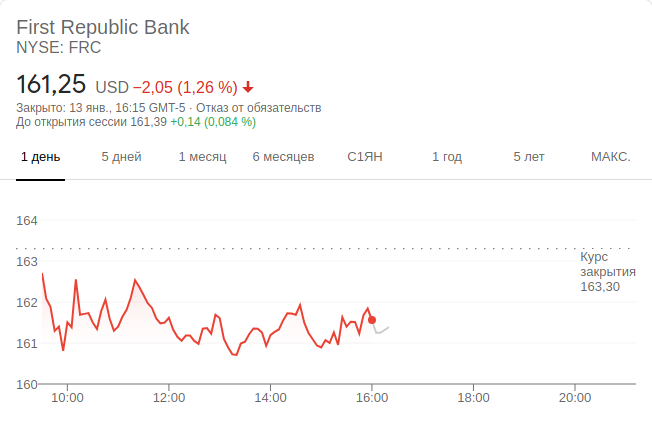 First Republic Bank
NYSE: FRC
161,25 USD −2,05 (1,26 %)
Закрыто: 13 янв., 16:15 GMT-5 · Отказ от обязательств
До открытия сессии 161,39 +0,14 (0,084 %)
1 день 5 дней 1 месяц 6 месяцев С1ЯН 1 год 5 лет МАКС.
164
163
162
161
160
Курс
закрытия
163,30
10:00 12:00 14:00 16:00 18:00 20:00